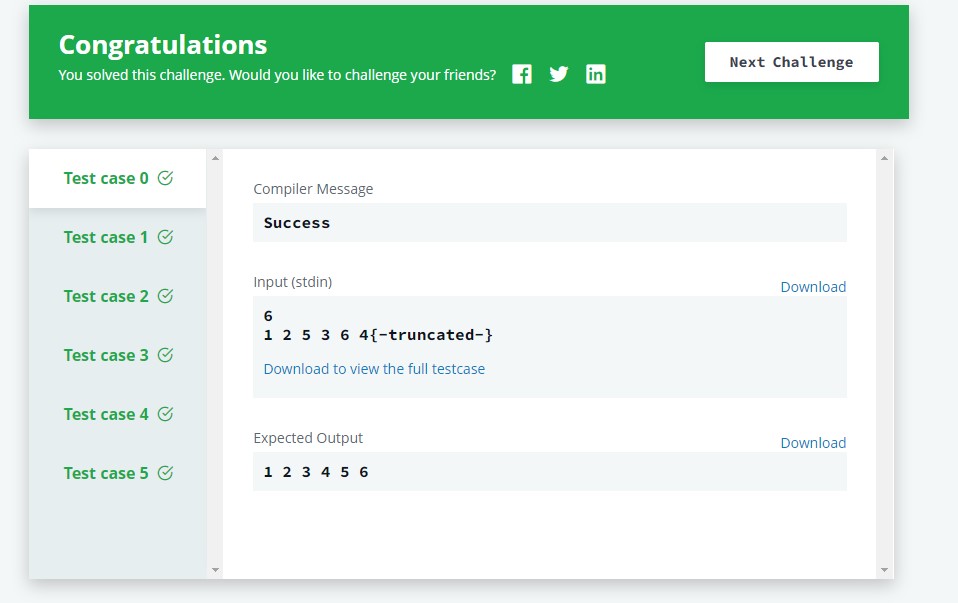 Congratulations
You solved this challenge. Would you like to challenge your friends?
Next Challenge
Test case 0
Test case 1
Test case 2
Test case 3
Test case 4
Test case 5
Compiler Message
Success
Input (stdin)
Download
6
1 2 5 3 6 4{-truncated-}
Download to view the full testcase
Expected Output
Download
1 2 3 4 5 6